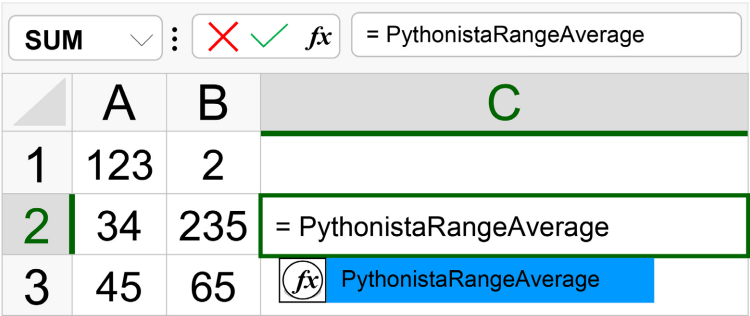 SUM fx = PythonistaRangeAverage
A B C
1 123 2
2 34 235 = PythonistaRangeAverage
3 45 65 fx PythonistaRangeAverage